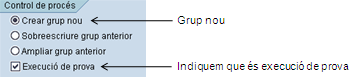 Control de procés
Crear grup nou
Grup nou
Sobreescriure grup anterior
Ampliar grup anterior
Execució de prova
Indiquem que és execució de prova